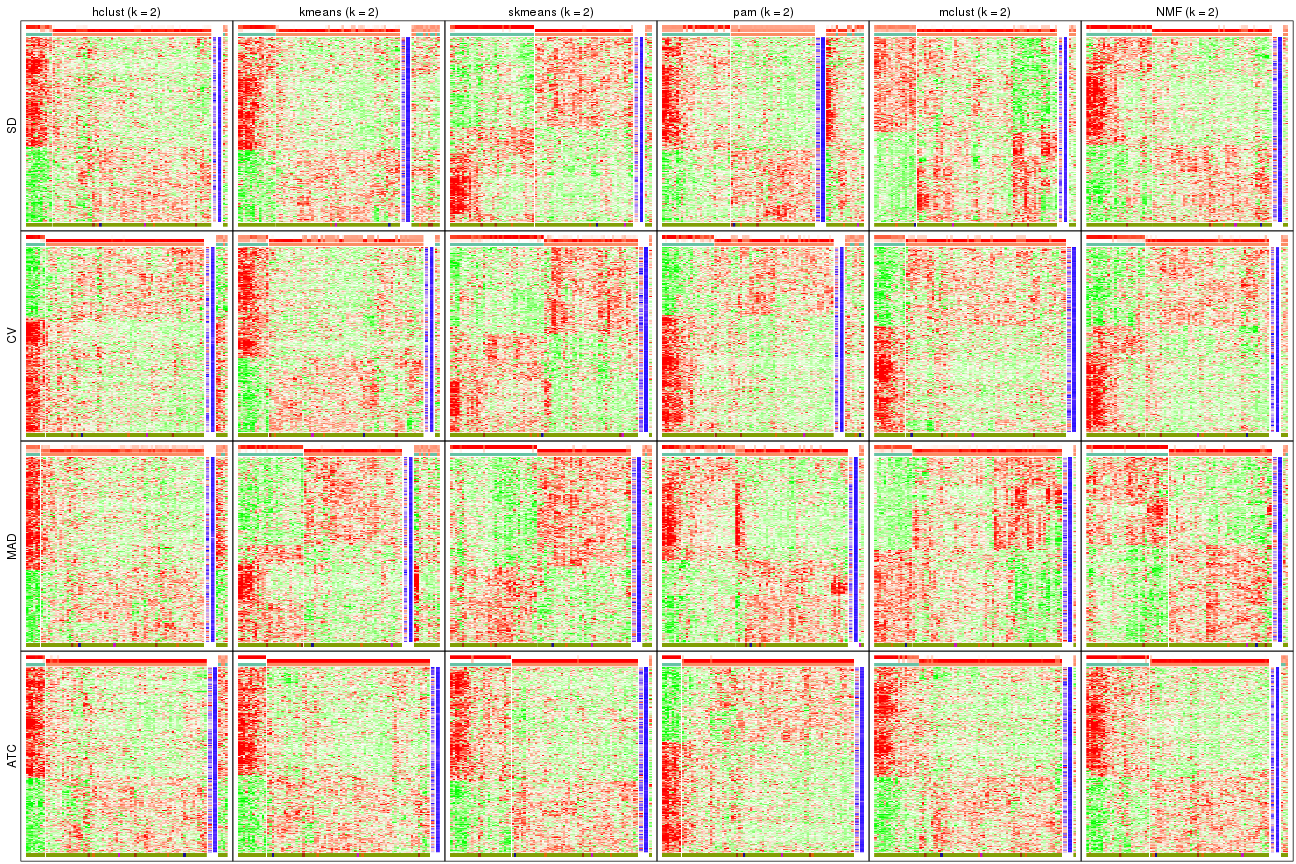 hclust (k = 2) kmeans (k = 2) skmeans (k = 2) pam (k = 2) mclust (k = 2) NMF (k = 2)
SD
CV
MAD
ATC